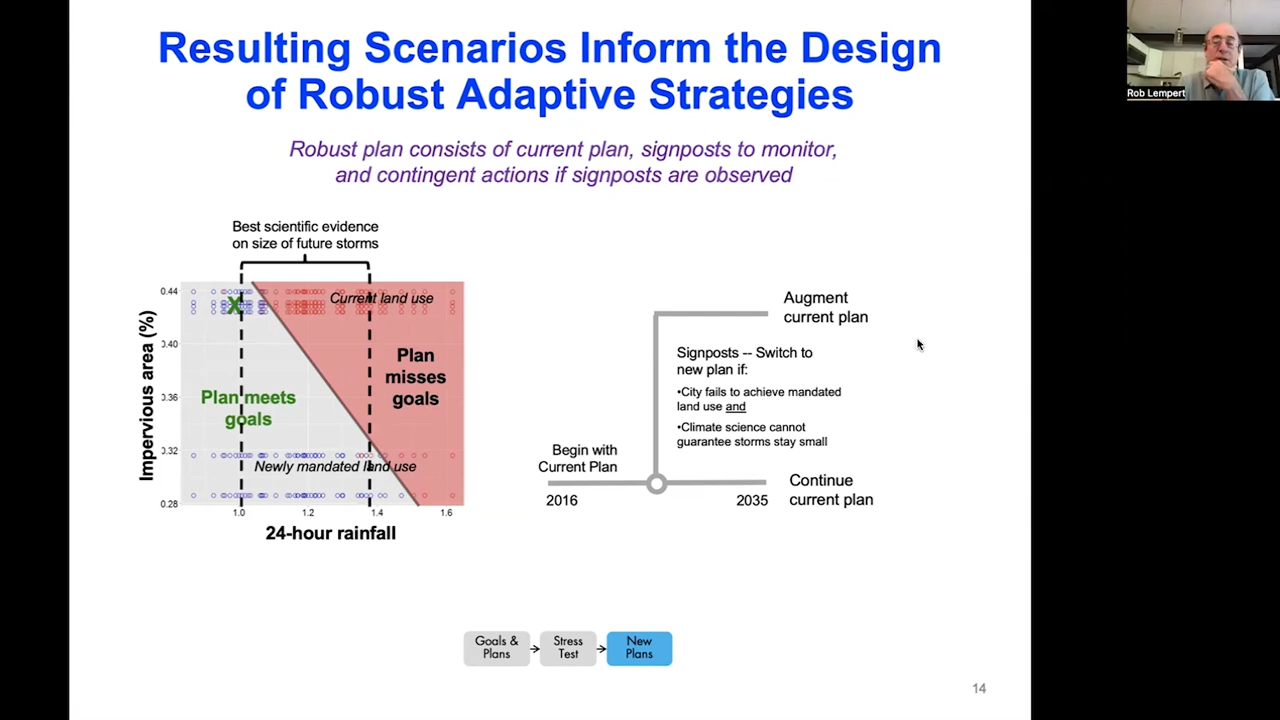 Resulting Scenarios Inform the Design
of Robust Adaptive Strategies
Robust plan consists of current plan, signposts to monitor,
and contingent actions if signposts are observed
Best scientific evidence
on size of future storms
Impervious area (%)
0.44
3.40
3.36
3.32
0.28
X
Current land use
Plan meets
goals
Plan
misses
goals
Newly mandated land use
1.0
1.2
1.4
1.6
24-hour rainfall
Augment
current plan
Signposts -- Switch to
new plan if:
•City fails to achieve mandated
land use and
•Climate science cannot
guarantee storms stay small
Begin with
Current Plan
2016
2035
Continue
current plan
Goals &
Plans
Stress
Test
New
Plans
14
Rob Lempert